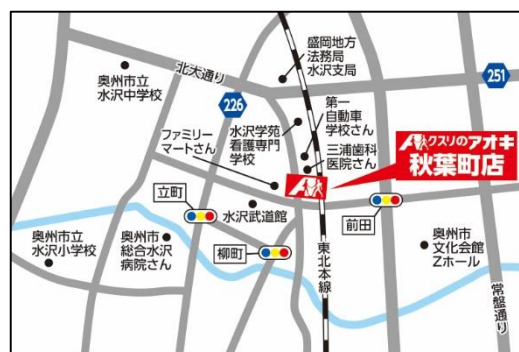 盛岡地方
法務局
水沢支局
奥州市立
水沢中学校
北大通り
251
226
第一
自動車
学校さん
水沢学苑
看護専門
学校
ファミリー
マートさん
三浦歯科
医院さん
クスリのアオキ
秋葉町店
立町
水沢武道館
前田
奥州市立
水沢小学校
奥州市
総合水沢
病院さん
柳町
東北本線
奥州市
文化会館
Zホール
常盤通り